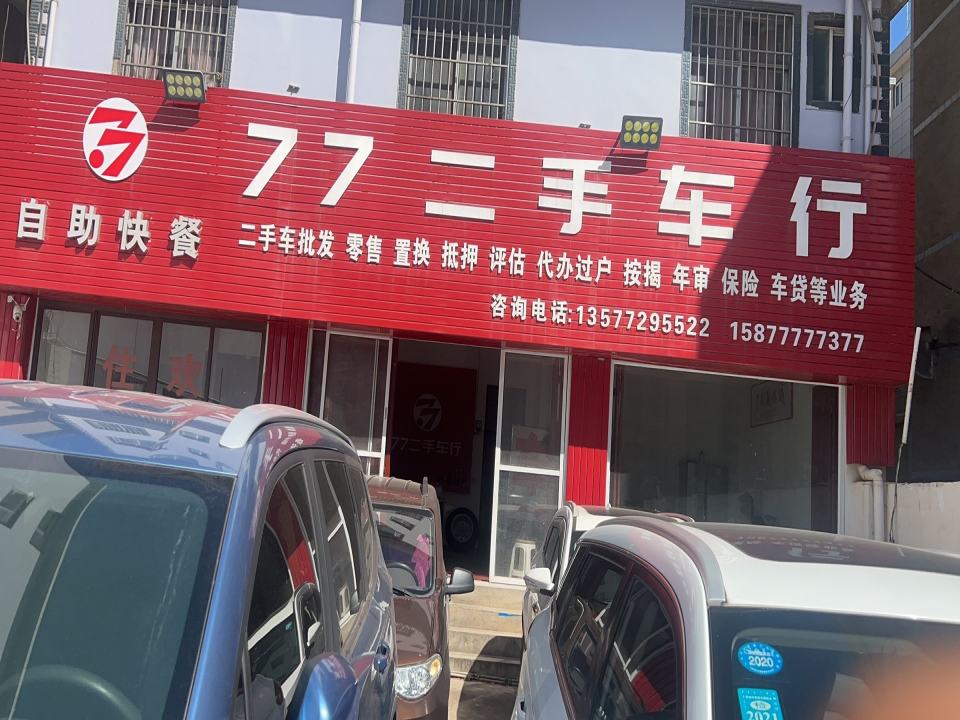 77二手车行
自助快餐
二手车批发 零售 置换 抵押 评估 代办过户 按揭 年审 保险 车贷等业务
咨询电话:13577295522 15877777377
住 欢
77二手车行
2020
2021